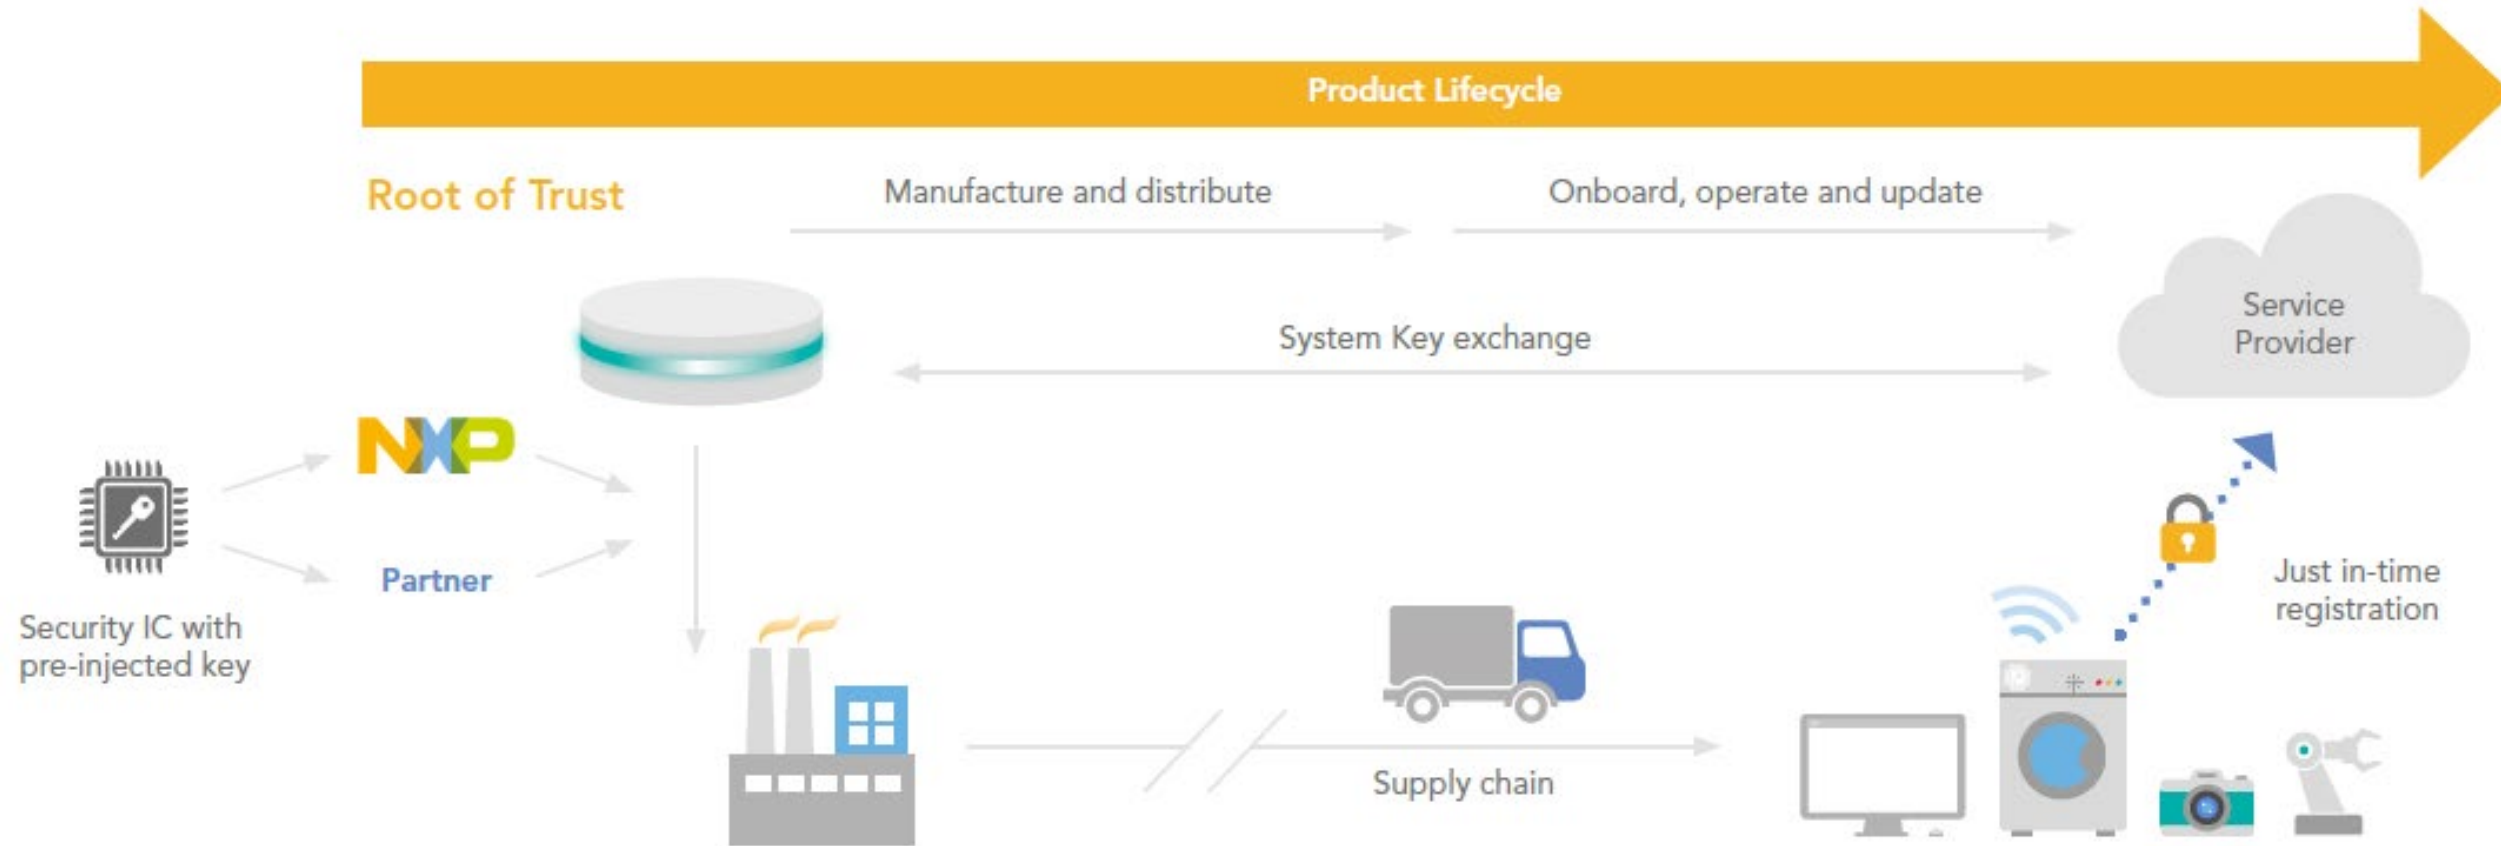 Product Lifecycle
Root of Trust
Manufacture and distribute
Onboard, operate and update
System Key exchange
Service
Provider
NXP
Partner
Security IC with
pre-injected key
Just in-time
registration
Supply chain